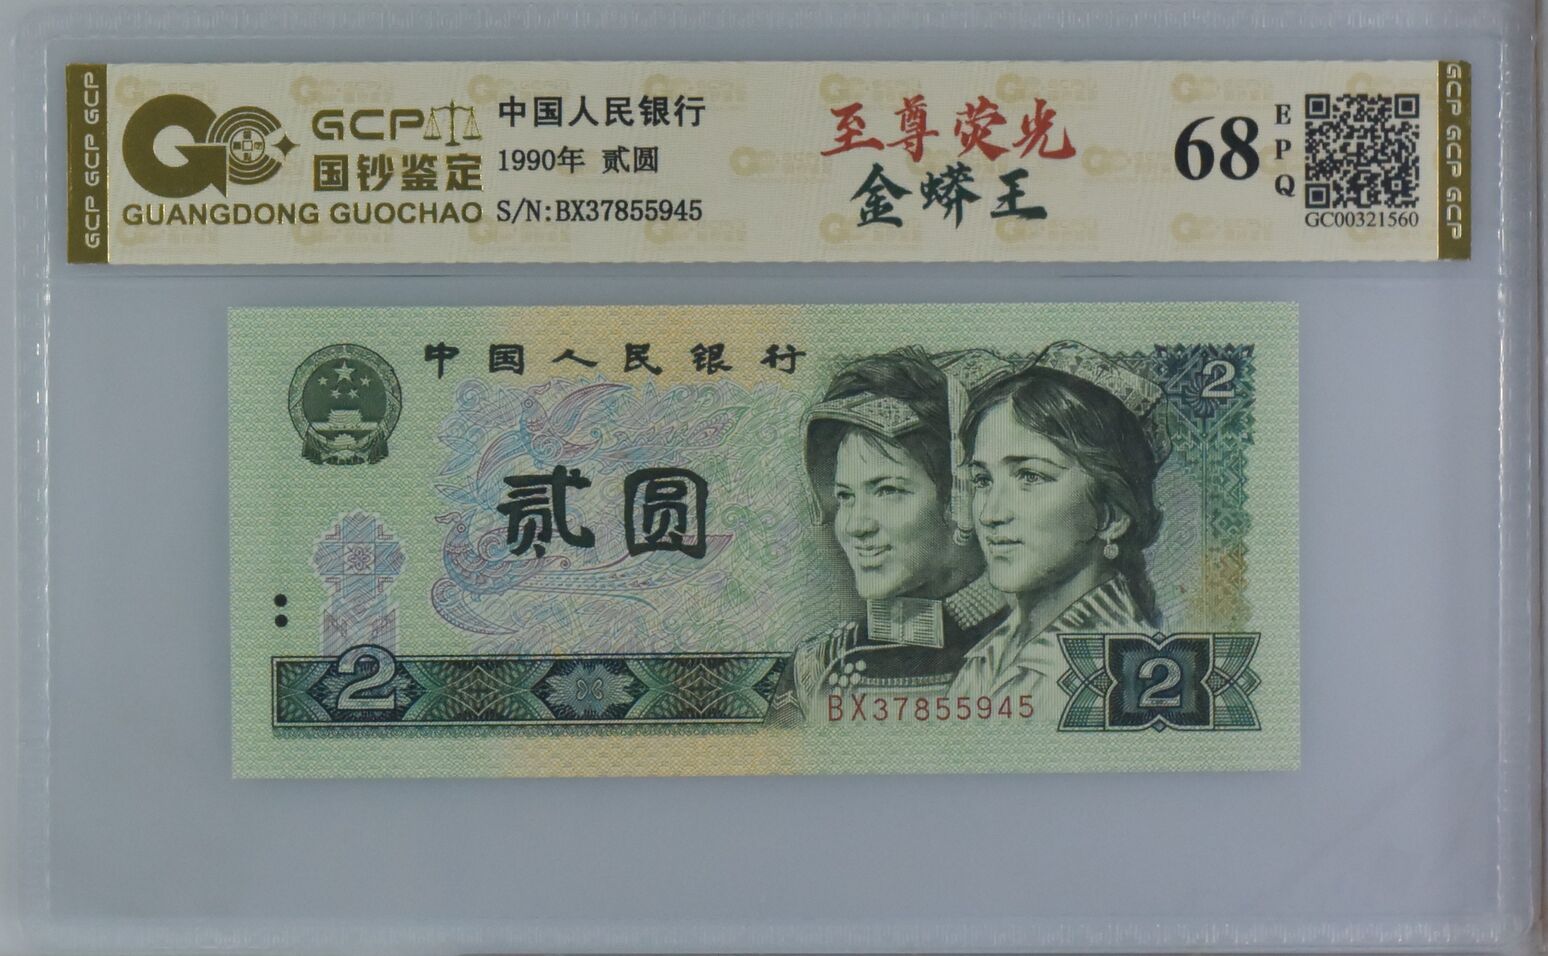 GCP GCP GCP
GCP
国钞鉴定
GUANGDONG GUOCHAO
中国人民银行
1990年 贰圆
S/N:BX37855945
至尊荧光
金蟒王
68
EPQ
GC00321560
GCP GCP GCP
中国人民银行
2
贰圆
2
BX37855945
2